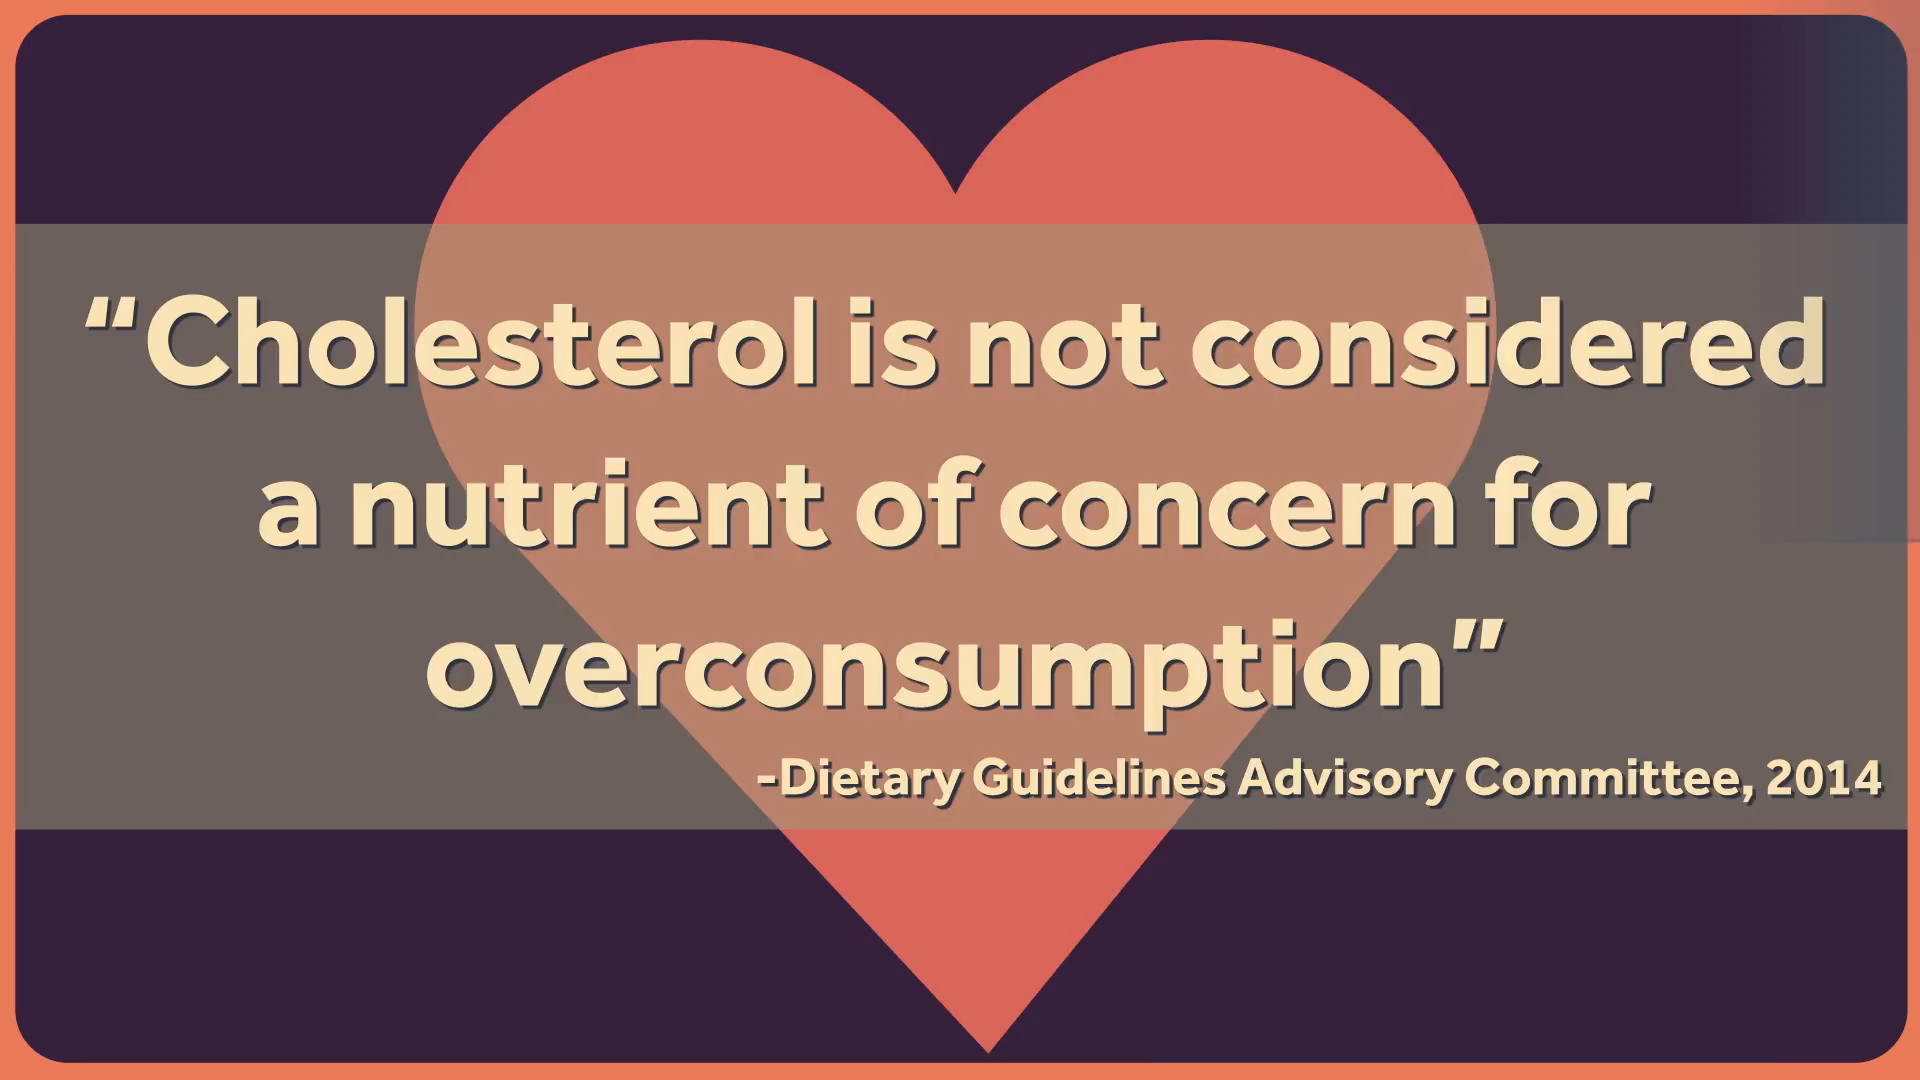 “Cholesterol is not considered
a nutrient of concern for
overconsumption”
-Dietary Guidelines Advisory Committee, 2014